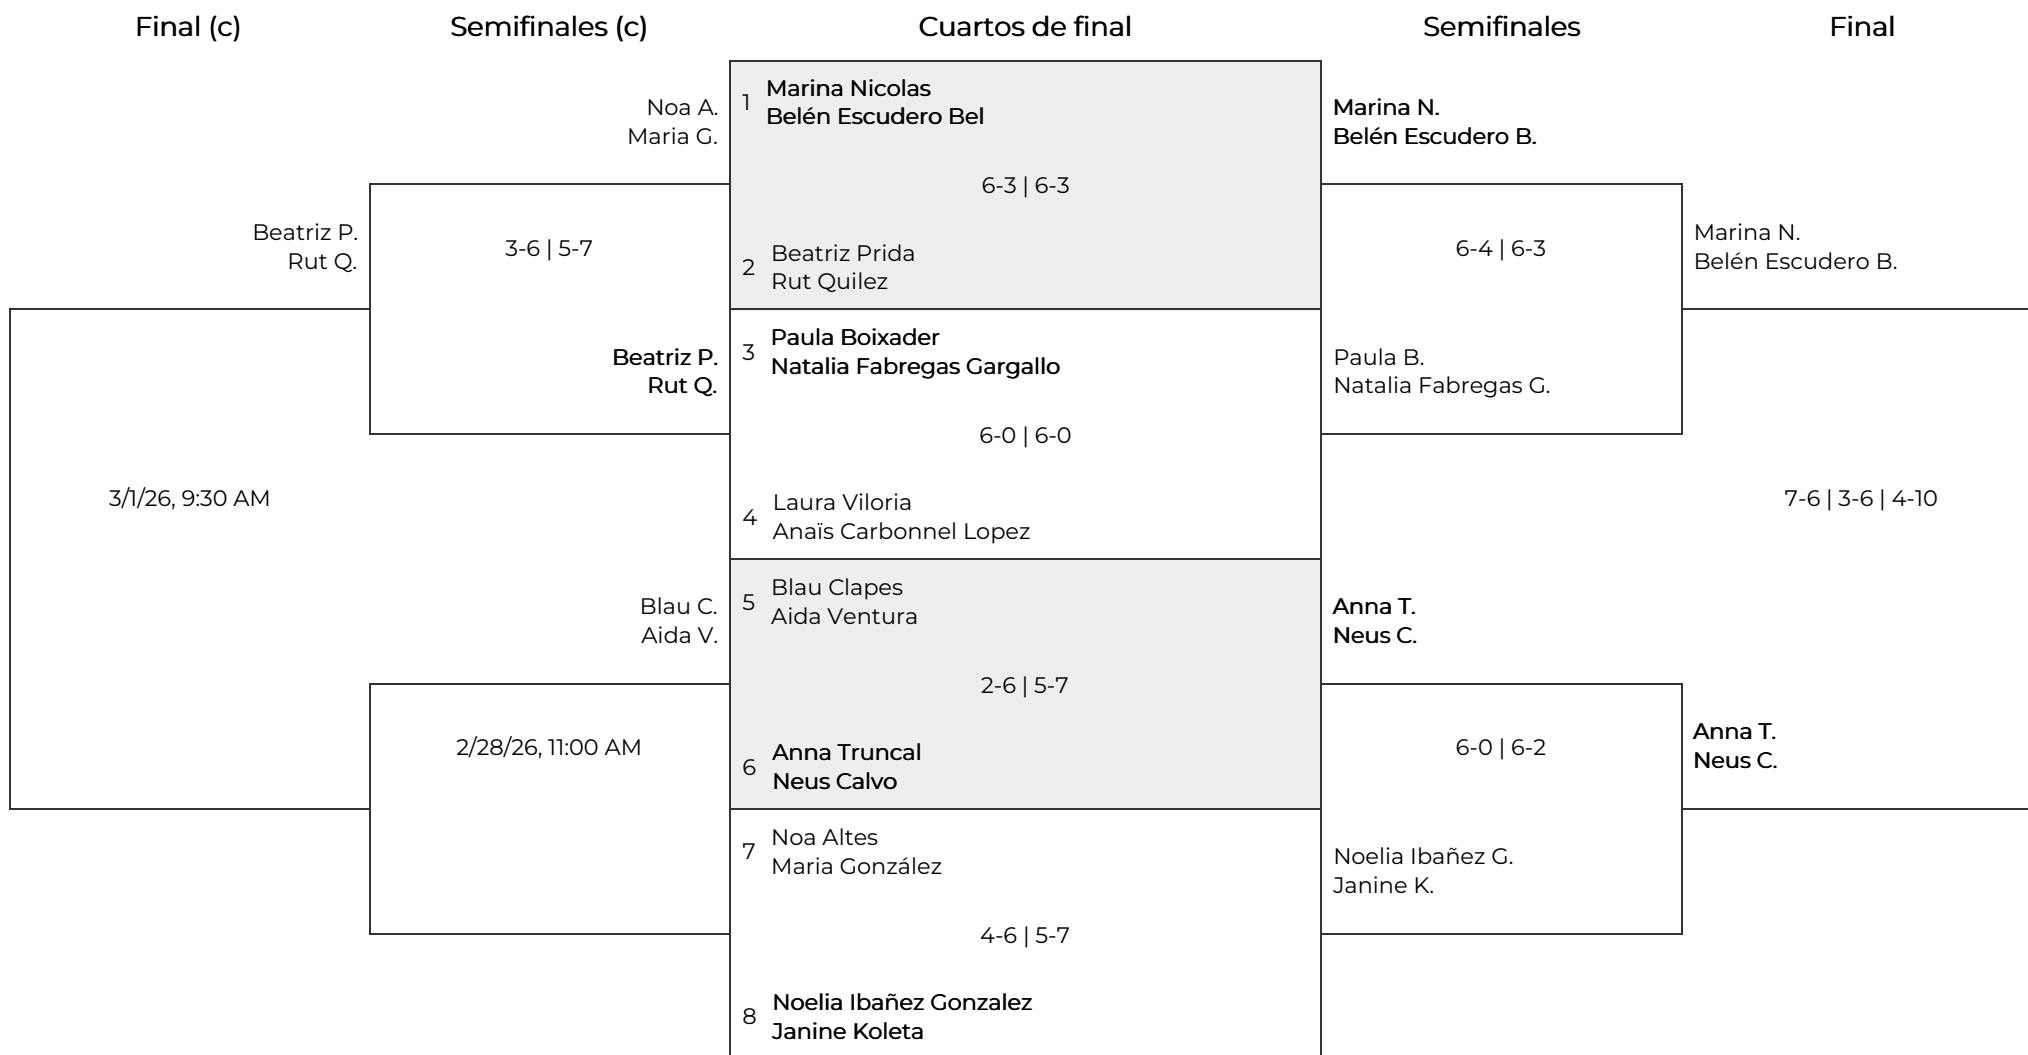 Final (c)
Semifinales (c)
Cuartos de final
Semifinales
Final
Beatriz P.
Rut Q.
3/1/26, 9:30 AM
Noa A.
Maria G.
3-6 | 5-7
Beatriz P.
Rut Q.
Blau C.
Aida V.
2/28/26, 11:00 AM
1
Marina Nicolas
Belén Escudero Bel
6-3 | 6-3
2
Beatriz Prida
Rut Quilez
3
Paula Boixader
Natalia Fabregas Gargallo
6-0 | 6-0
4
Laura Viloria
Anaïs Carbonnel Lopez
5
Blau Clapes
Aida Ventura
2-6 | 5-7
6
Anna Truncal
Neus Calvo
7
Noa Altes
Maria González
4-6 | 5-7
8
Noelia Ibañez Gonzalez
Janine Koleta
Marina N.
Belén Escudero B.
6-4 | 6-3
Paula B.
Natalia Fabregas G.
Anna T.
Neus C.
6-0 | 6-2
Noelia Ibañez G.
Janine K.
Marina N.
Belén Escudero B.
7-6 | 3-6 | 4-10
Anna T.
Neus C.